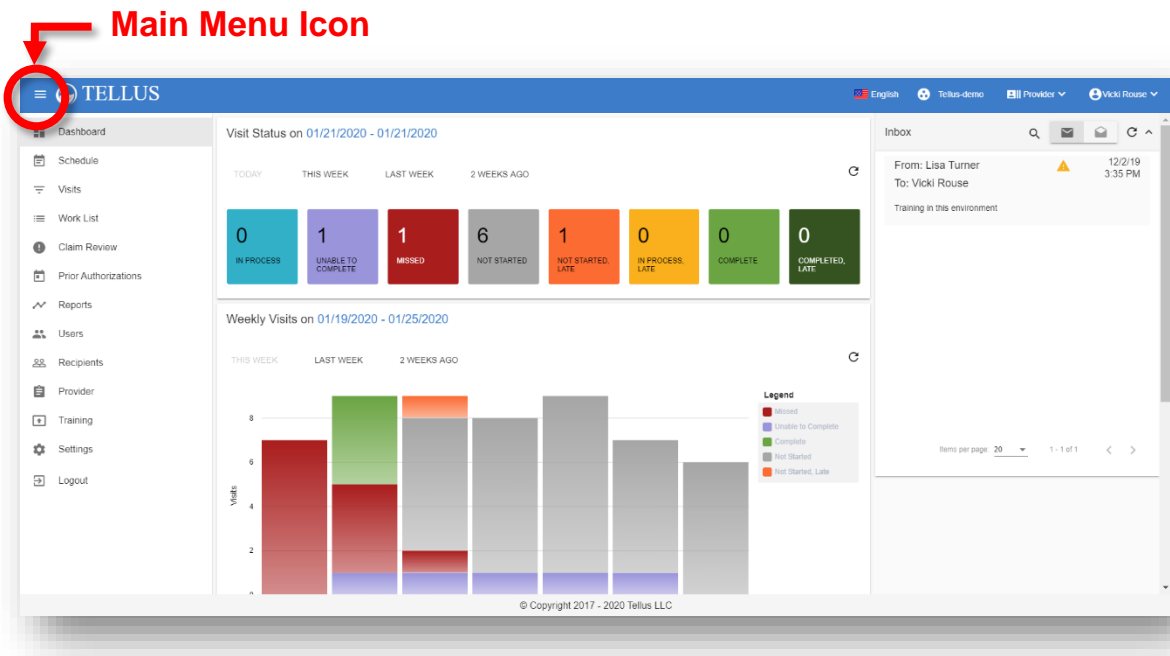 Main Menu Icon
TELLUS
English
Tellus-demo
Provider
Vicki Rouse
Dashboard
Schedule
Visits
Work List
Claim Review
Prior Authorizations
Reports
Users
Recipients
Provider
Training
Settings
Logout
Visit Status on 01/21/2020 - 01/21/2020
TODAY THIS WEEK LAST WEEK 2 WEEKS AGO
0
IN PROCESS
1
UNABLE TO
COMPLETE
1
MISSED
6
NOT STARTED
1
NOT STARTED,
LATE
0
IN PROCESS,
LATE
0
COMPLETE
0
COMPLETED,
LATE
Weekly Visits on 01/19/2020 - 01/25/2020
THIS WEEK LAST WEEK 2 WEEKS AGO
Visits
8
6
4
2
0
Legend
Missed
Unable to Complete
Complete
Not Started
Not Started, Late
Inbox
From: Lisa Turner
To: Vicki Rouse
12/2/19
3:35 PM
Training in this environment
Items per page 20 1 - 1 of 1
© Copyright 2017 - 2020 Tellus LLC